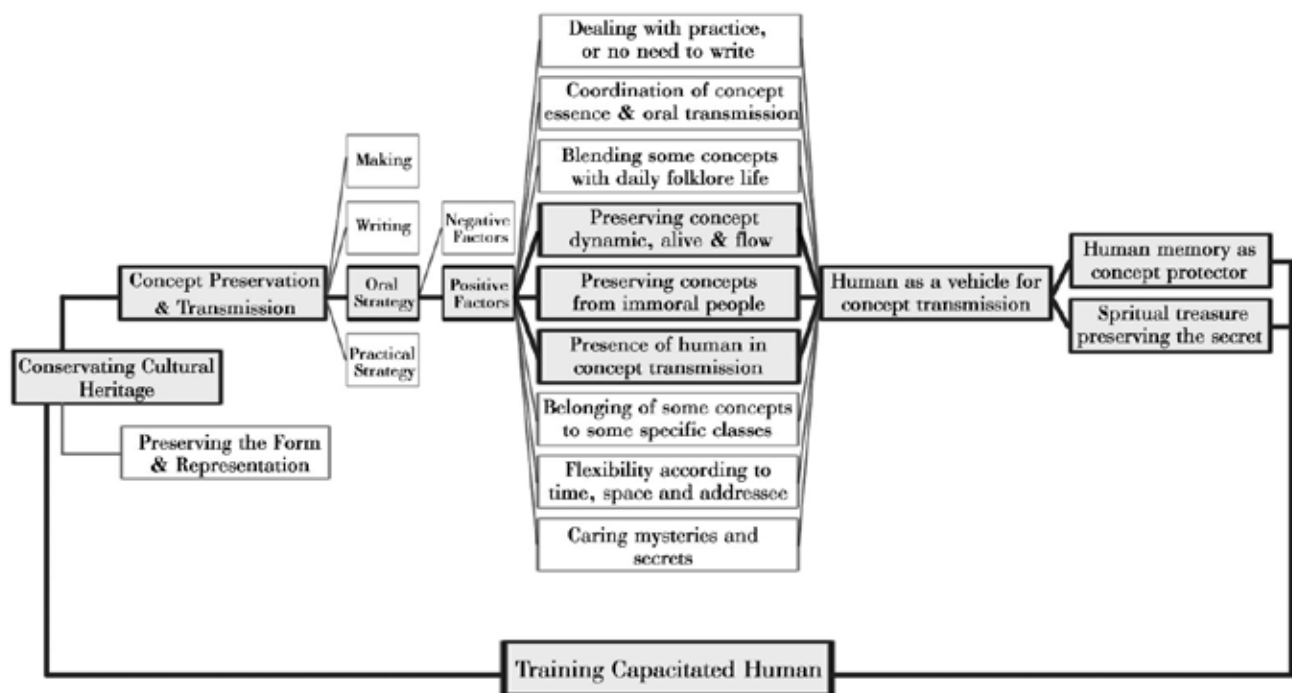 Dealing with practice,
or no need to write
Coordination of concept
essence & oral transmission
Making
Blending some concepts
with daily folklore life
Writing
Negative
Factors
Preserving concept
dynamic, alive & flow
Concept Preservation
& Transmission
Oral
Strategy
Positive
Factors
Preserving concepts
from immoral people
Human as a vehicle for
concept transmission
Human memory as
concept protector
Spritual treasure
preserving the secret
Practical
Strategy
Presence of human in
concept transmission
Conservating Cultural
Heritage
Belonging of some concepts
to some specific classes
Preserving the Form
& Representation
Flexibility according to
time, space and addressee
Caring mysteries and
secrets
Training Capacitated Human